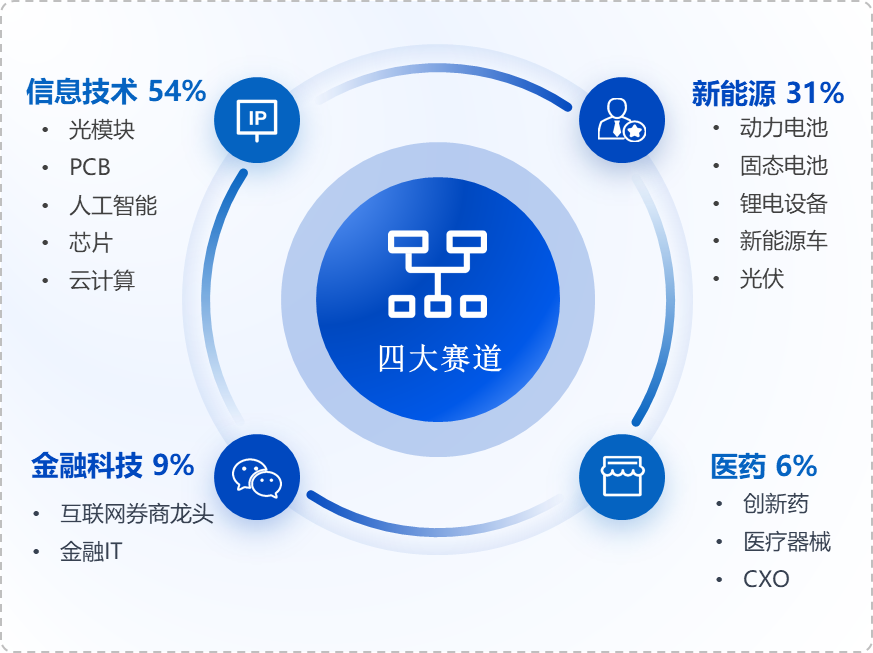 信息技术 54%
• 光模块
• PCB
• 人工智能
• 芯片
• 云计算
IP
新能源 31%
• 动力电池
• 固态电池
• 锂电设备
• 新能源车
• 光伏
四大赛道
金融科技 9%
• 互联网券商龙头
• 金融IT
医药 6%
• 创新药
• 医疗器械
• CXO